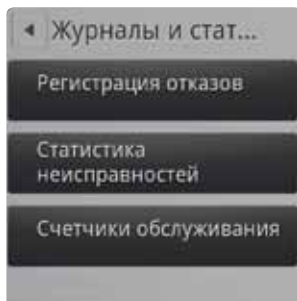 Журналы и стат...
Регистрация отказов
Статистика
неисправностей
Счетчики обслуживания